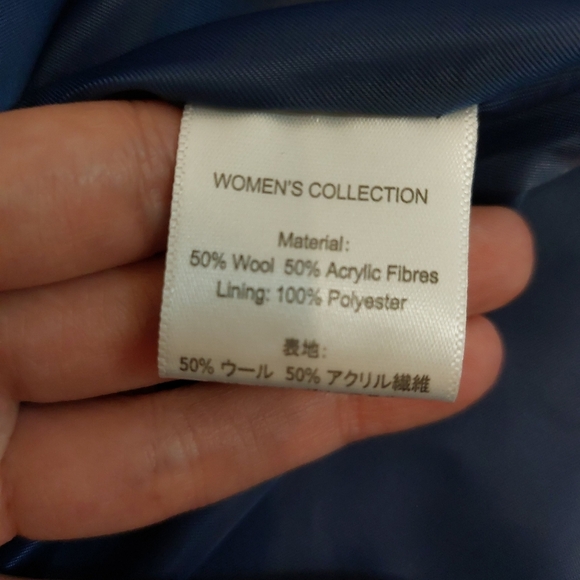 WOMEN'S COLLECTION
Material:
50% Wool 50% Acrylic Fibres
Lining: 100% Polyester
表地:
50% ウール 50% アクリル繊維